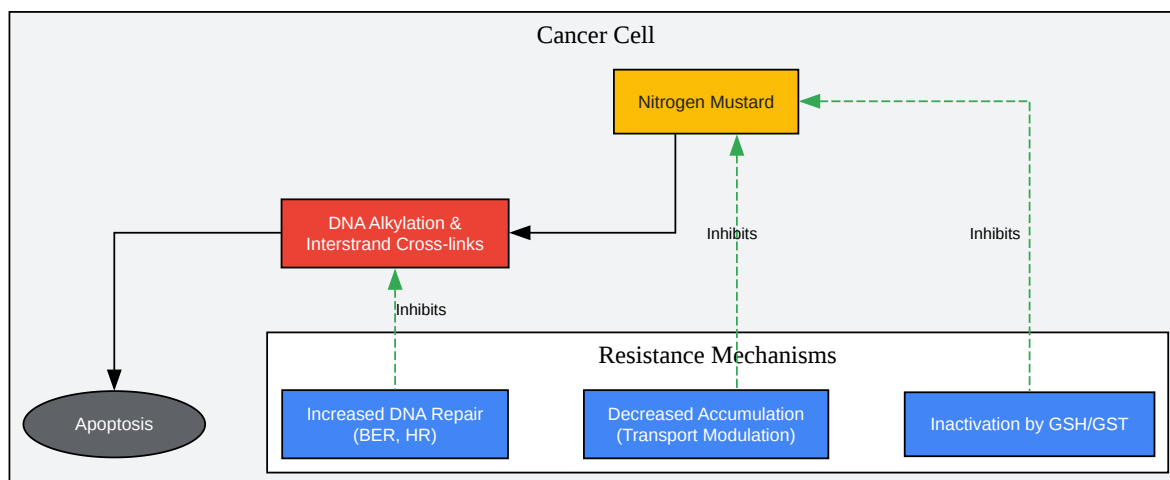 Cancer Cell
Nitrogen Mustard
DNA Alkylation &
Interstrand Cross-links
Inhibits
Inhibits
Inhibits
Resistance Mechanisms
Apoptosis
Increased DNA Repair
(BER, HR)
Decreased Accumulation
(Transport Modulation)
Inactivation by GSH/GST